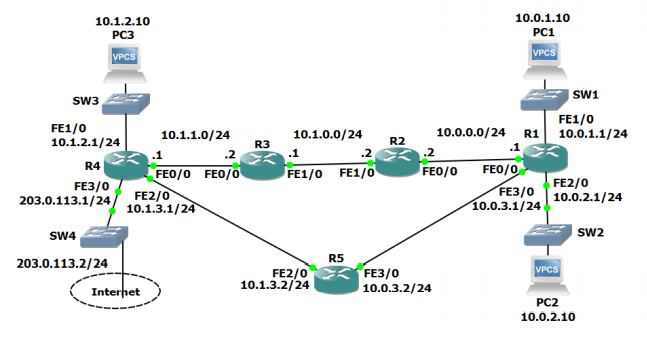 10.1.2.10
PC3
VPCS
SW3
FE1/0
10.1.2.1/24
R4
.1
FE0/0
10.1.1.0/24
.2
FE0/0
R3
.1
FE1/0
10.1.0.0/24
.2
FE1/0
R2
.2
FE0/0
10.0.0.0/24
.1
FE0/0
10.0.1.10
PC1
VPCS
SW1
FE1/0
10.0.1.1/24
R1
FE3/0
10.0.3.1/24
FE2/0
10.0.2.1/24
SW2
VPCS
PC2
10.0.2.10
FE3/0
203.0.113.1/24
FE2/0
10.1.3.1/24
SW4
203.0.113.2/24
Internet
R5
FE2/0
10.1.3.2/24
FE3/0
10.0.3.2/24